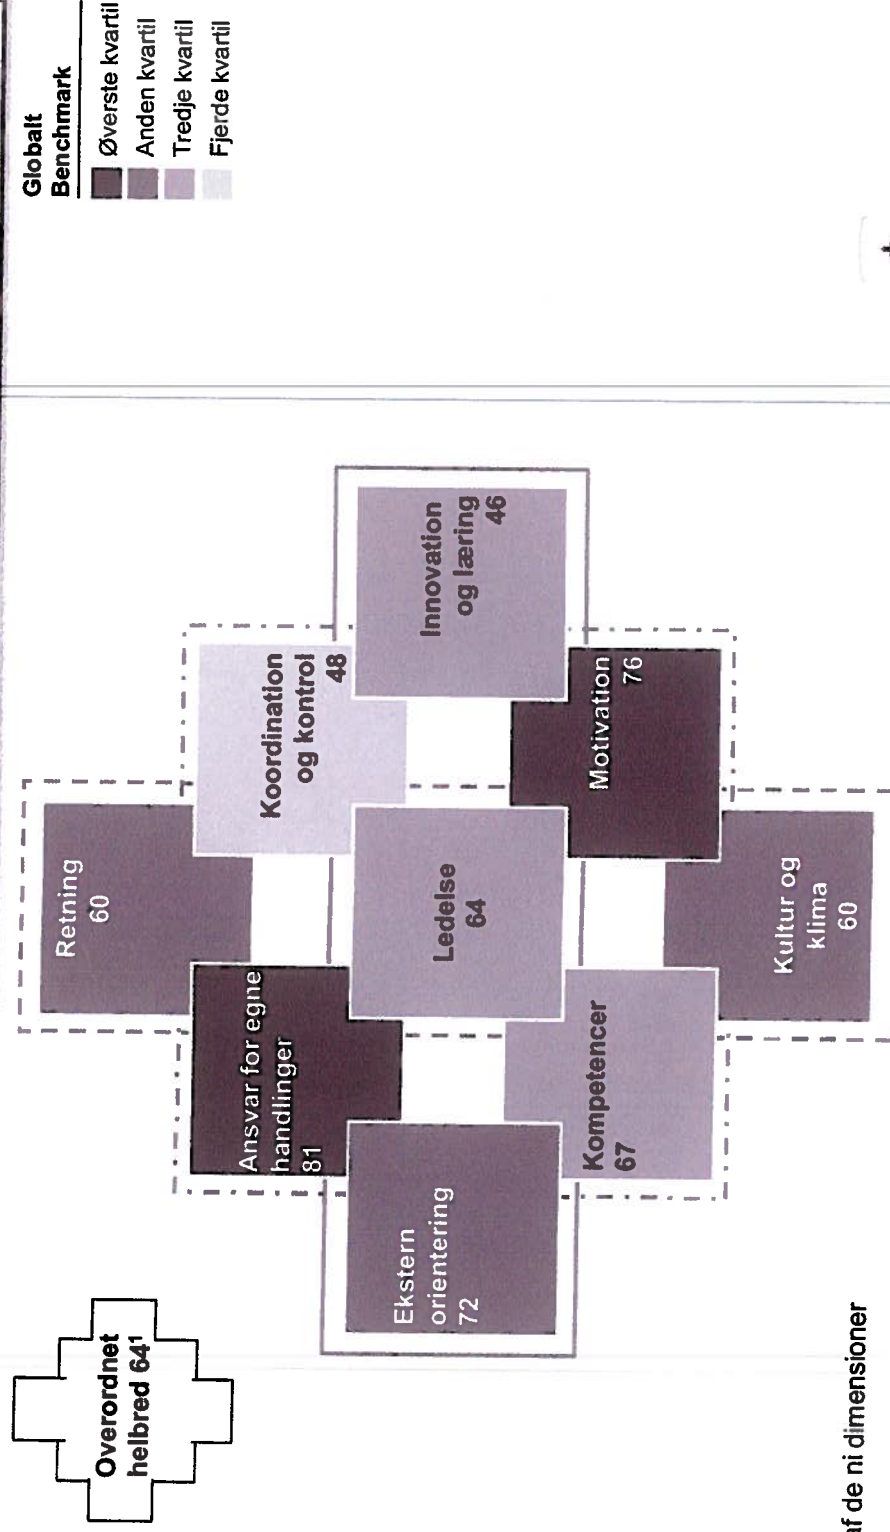 Overordnet
helbred 64¹
Globalt
Benchmark
Øverste kvartil
Anden kvartil
Tredje kvartil
Fjerde kvartil
Retning
60
Ansvar for egne
handlinger
81
Koordination
og kontrol
48
Ekstern
orientering
72
Ledelse
64
Innovation
og læring
46
Kompetencer
67
Motivation
76
Kultur og
klima
60
af de ni dimensioner